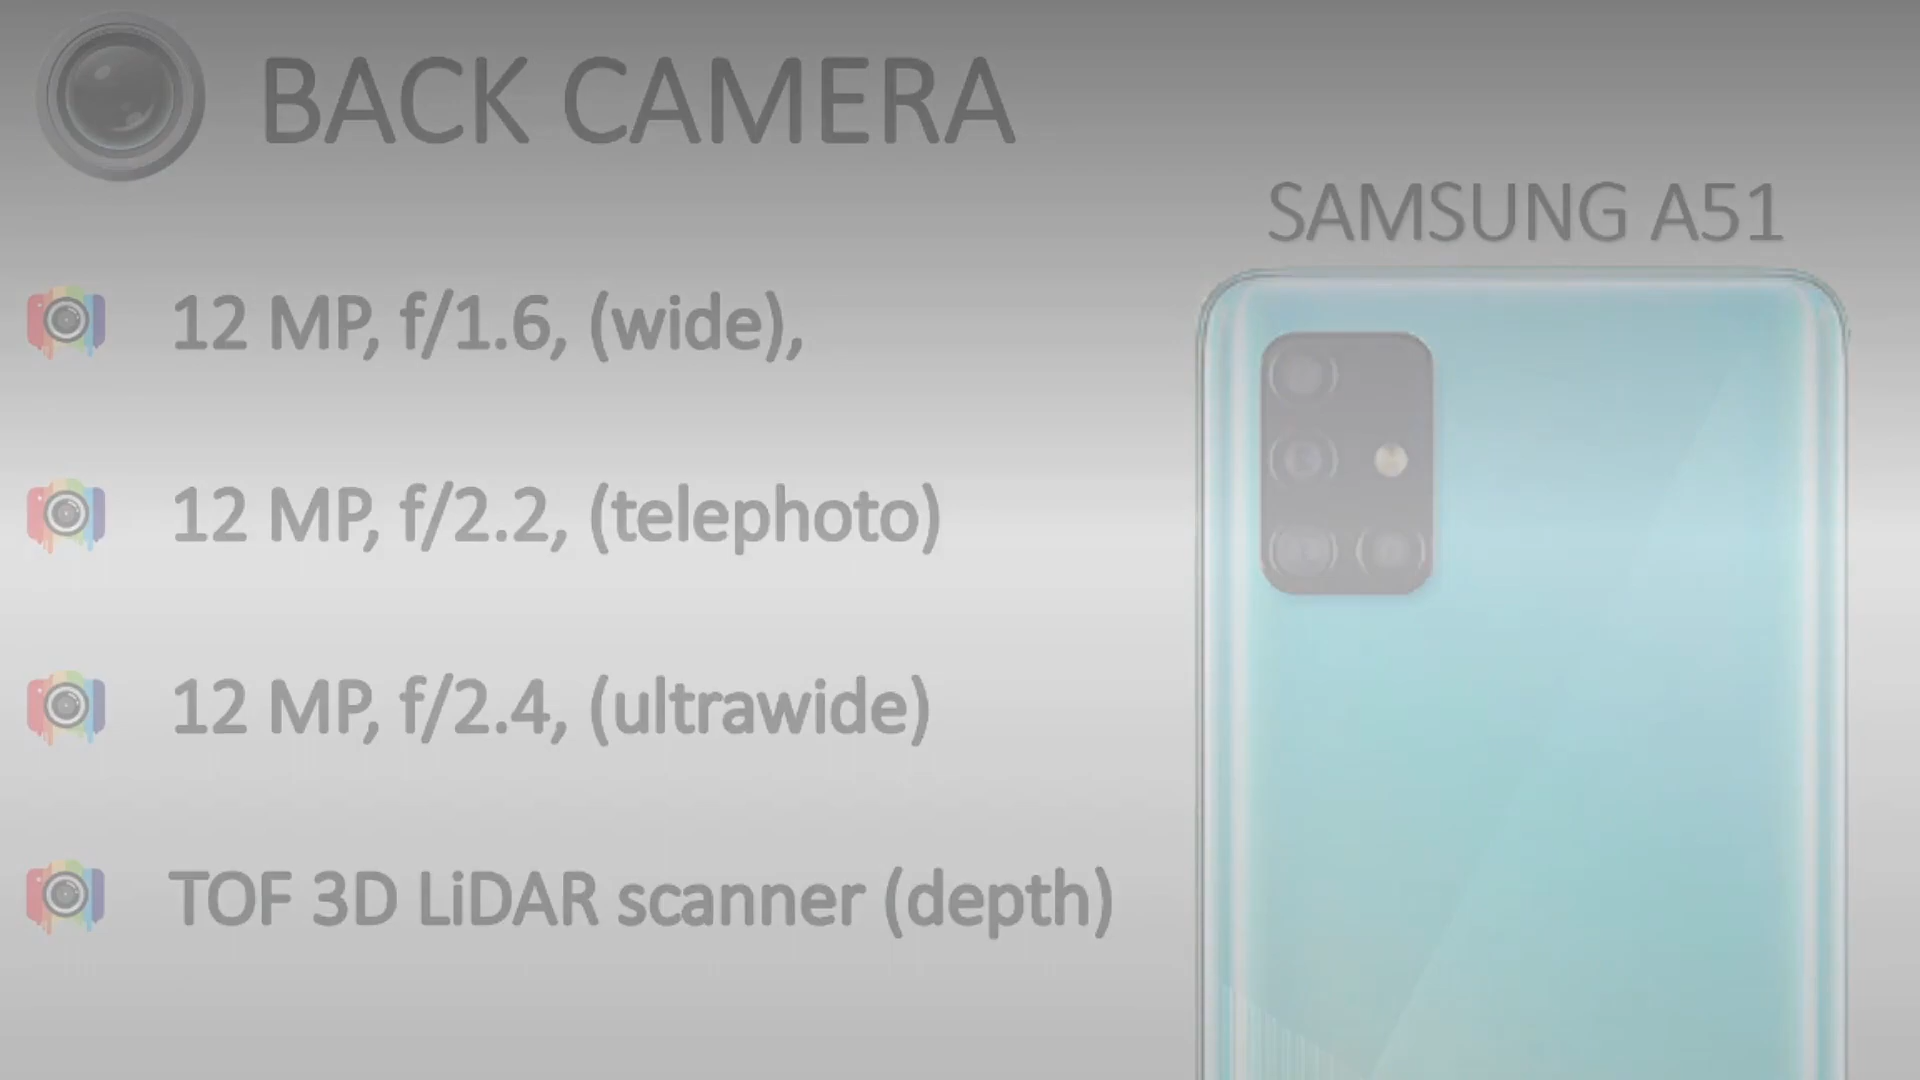 BACK CAMERA
SAMSUNG A51
12 MP, f/1.6, (wide),
12 MP, f/2.2, (telephoto)
12 MP, f/2.4, (ultrawide)
TOF 3D LiDAR scanner (depth)